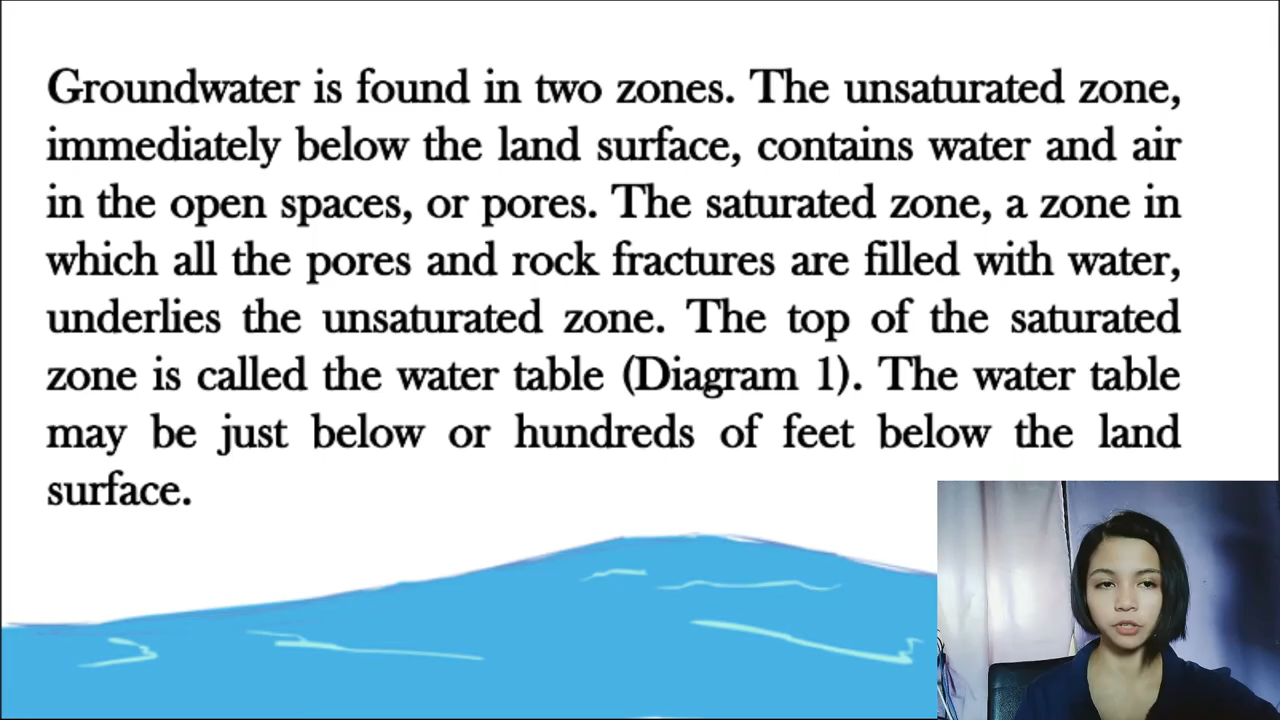 Groundwater is found in two zones. The unsaturated zone,
immediately below the land surface, contains water and air
in the open spaces, or pores. The saturated zone, a zone in
which all the pores and rock fractures are filled with water,
underlies the unsaturated zone. The top of the saturated
zone is called the water table (Diagram 1). The water table
may be just below or hundreds of feet below the land
surface.